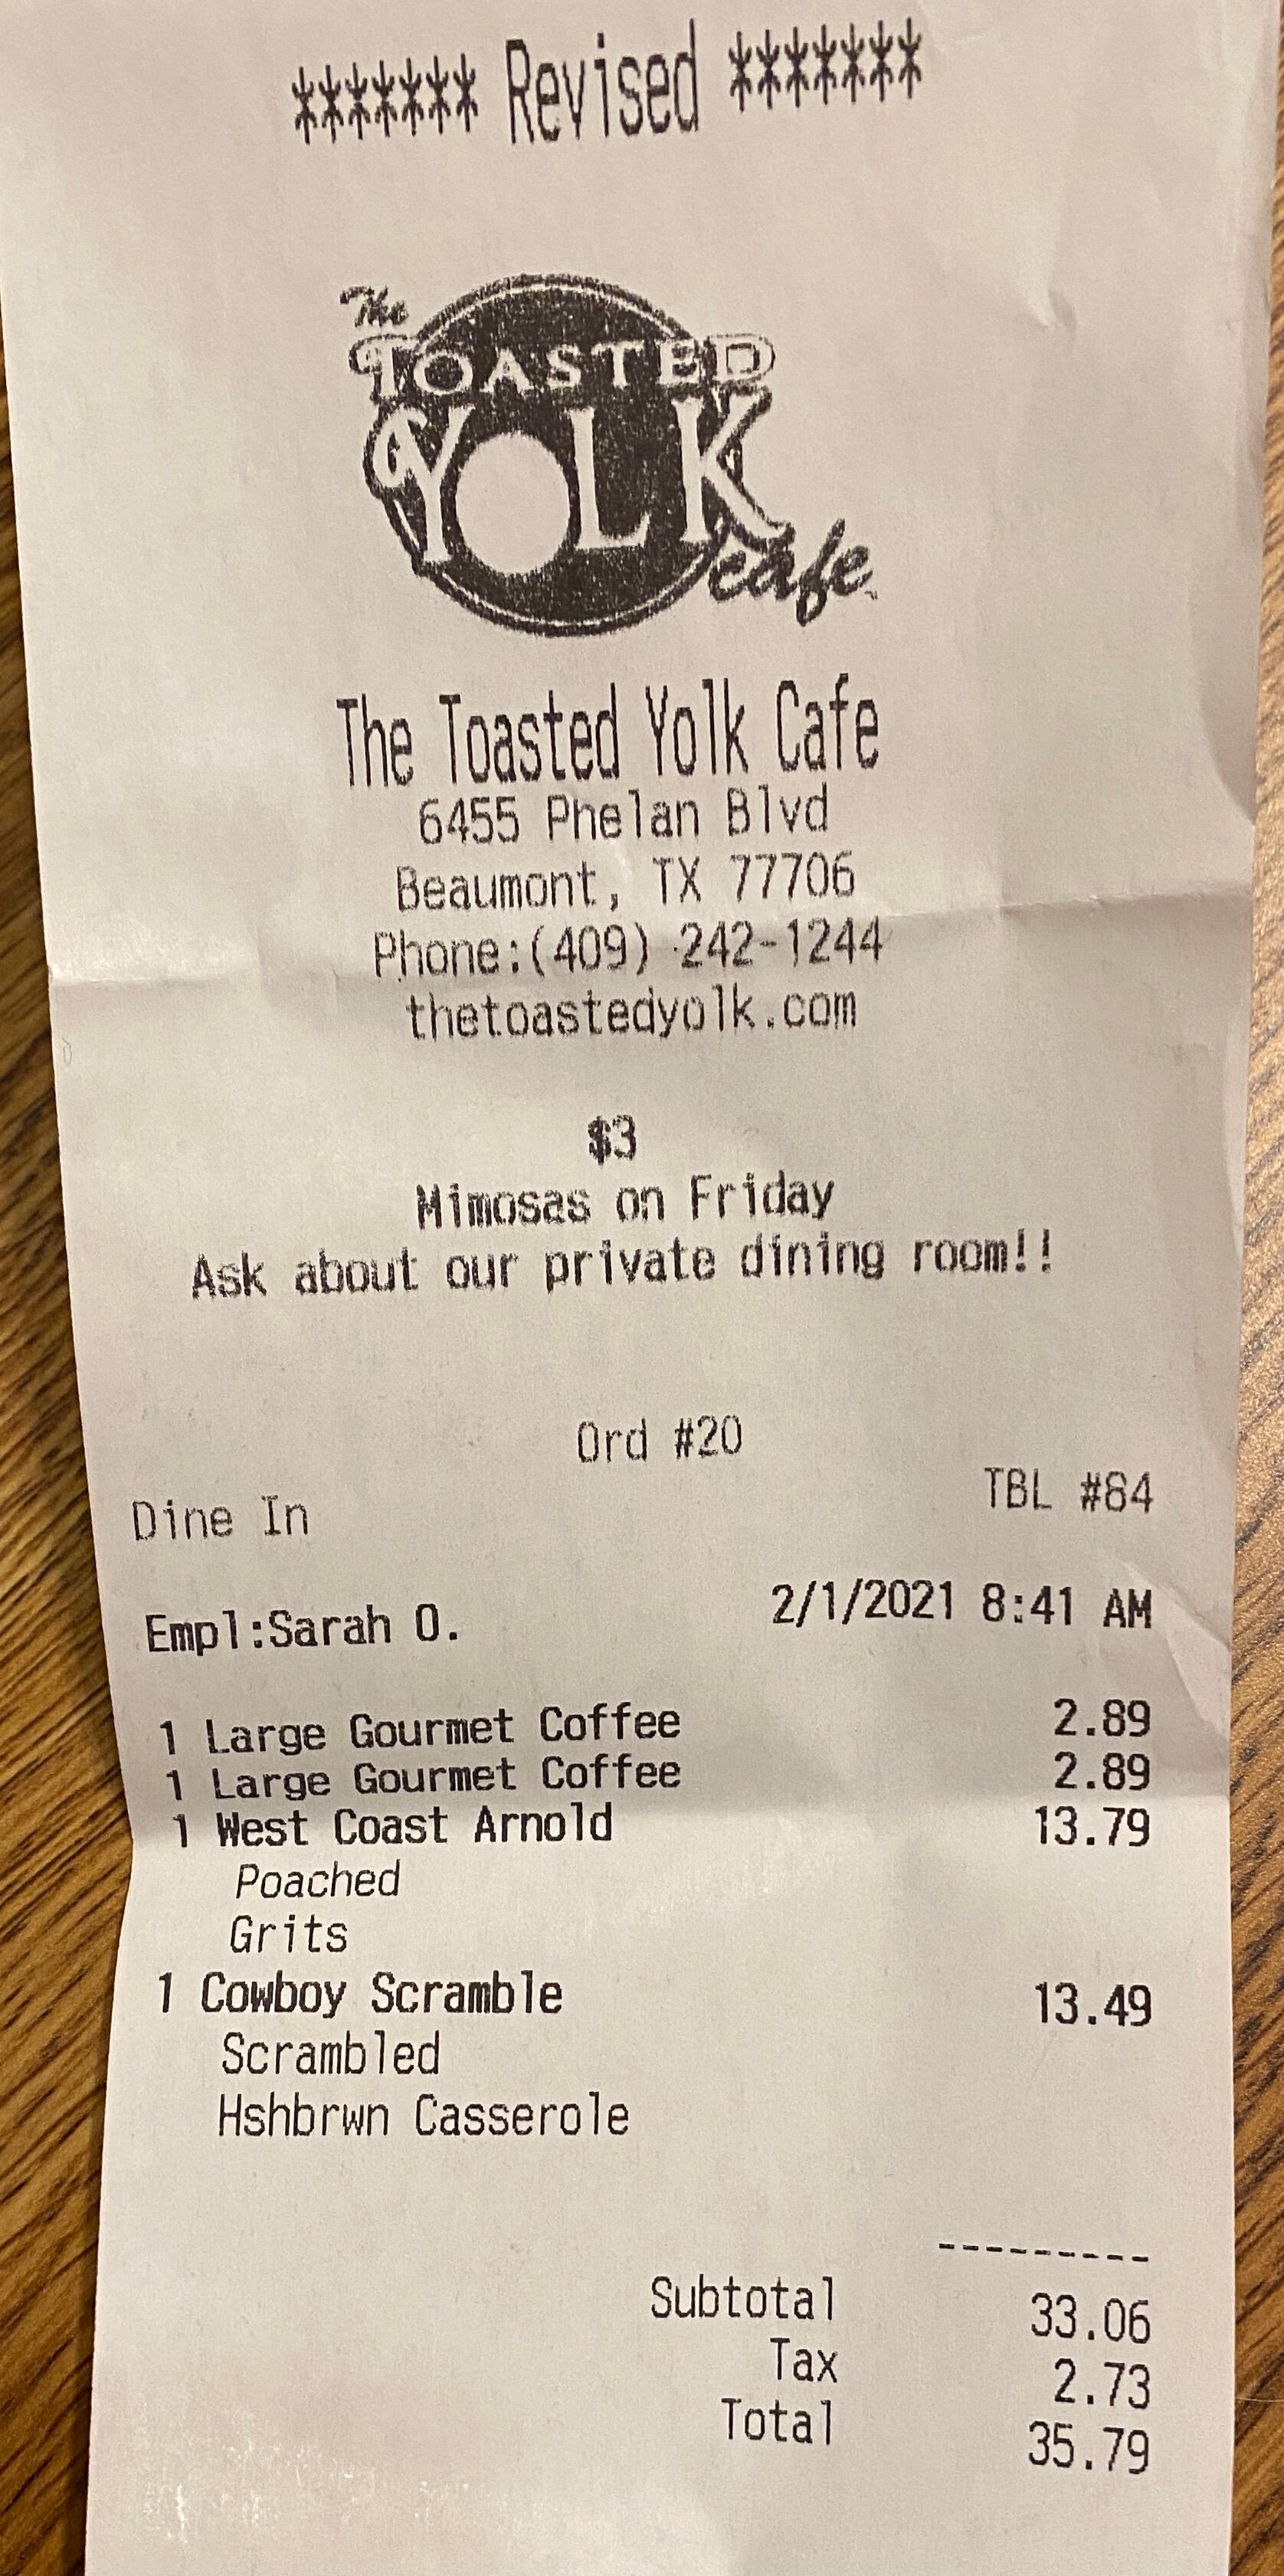 ******* Revised *******
The
TOASTED
YOLK
cafe
The Toasted Yolk Cafe
6455 Phelan Blvd
Beaumont, TX 77706
Phone:(409) 242-1244
thetoastedyolk.com
$3
Mimosas on Friday
Ask about our private dining room!!
Ord #20
TBL #84
Dine In
Empl:Sarah O. 2/1/2021 8:41 AM
1 Large Gourmet Coffee 2.89
1 Large Gourmet Coffee 2.89
1 West Coast Arnold 13.79
Poached
Grits
1 Cowboy Scramble 13.49
Scrambled
Hshbrwn Casserole
---------
Subtotal 33.06
Tax 2.73
Total 35.79